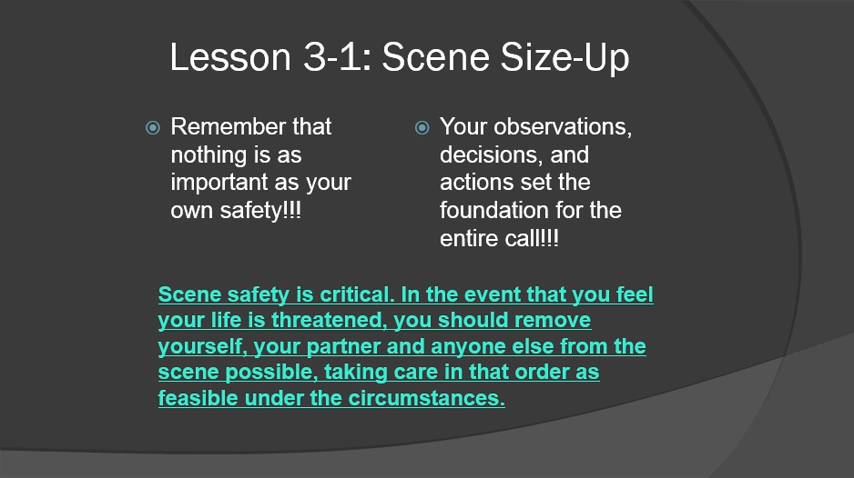 Lesson 3-1: Scene Size-Up
Remember that
nothing is as
important as your
own safety!!!
Your observations,
decisions, and
actions set the
foundation for the
entire call!!!
Scene safety is critical. In the event that you feel
your life is threatened, you should remove
yourself, your partner and anyone else from the
scene possible, taking care in that order as
feasible under the circumstances.